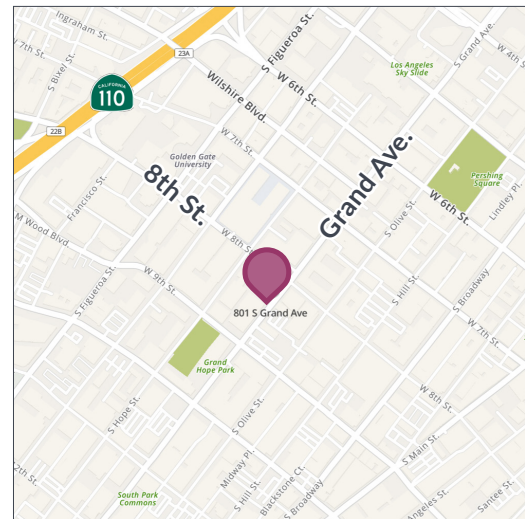 Ingraham St.
S Figueroa St.
S Grand Ave.
W 7th St.
23A
W 4th St.
S Bixel St.
Los Angeles
Sky Slide
Wilshire Blvd.
W 6th St.
CALIFORNIA
110
22B
W 7th St.
Golden Gate
University
Grand Ave.
Pershing
Square
8th St.
Francisco St.
W 6th St.
Lindley Pl.
S Olive St.
M Wood Blvd.
W 8th St.
W 9th St.
S Figueroa St.
S Hill St.
S Broadway
801 S Grand Ave
W 7th St.
Grand
Hope Park
S Hope St.
S Olive St.
W 8th St.
S Main St.
Midway Pl.
2th St.
Blackstone Ct.
South Park
Commons
S Hill St.
S Broadway
Angeles St.
Santee St.